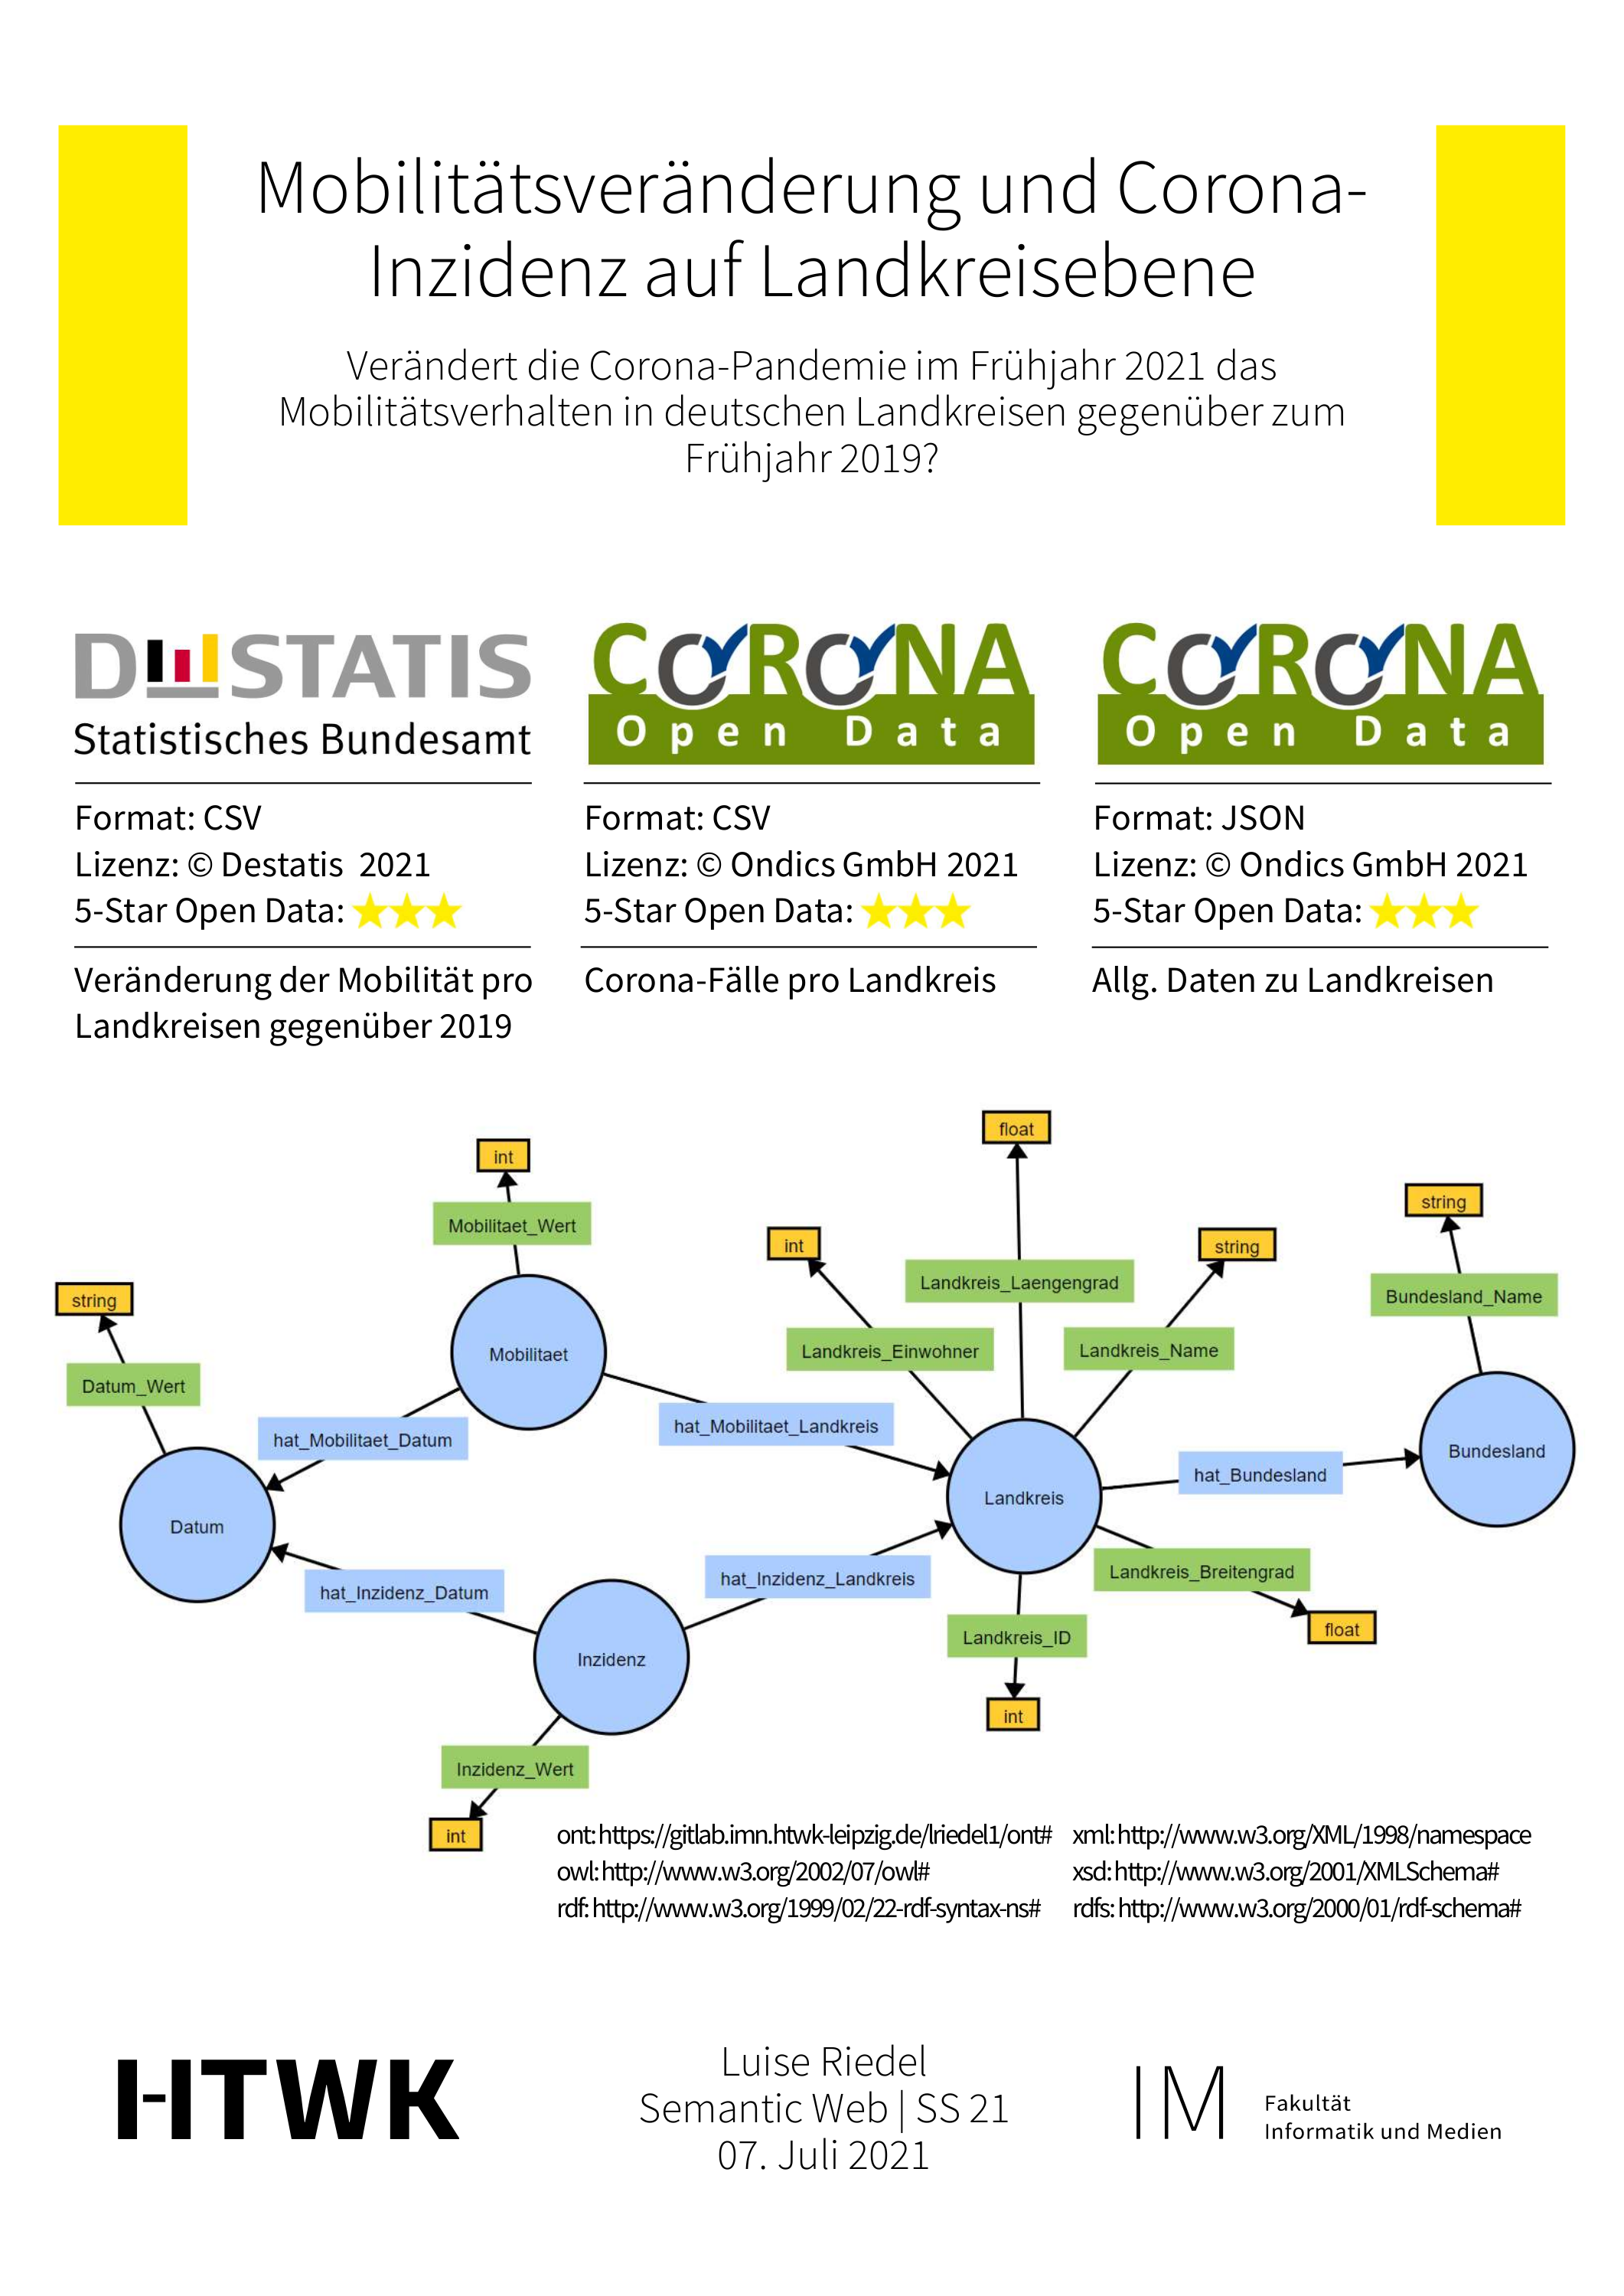 Mobilitätsveränderung und Corona-
Inzidenz auf Landkreisebene
Verändert die Corona-Pandemie im Frühjahr 2021 das
Mobilitätsverhalten in deutschen Landkreisen gegenüber zum
Frühjahr 2019?
DESTATIS
Statistisches Bundesamt
Format: CSV
Lizenz: © Destatis 2021
5-Star Open Data: ★★★
Veränderung der Mobilität pro
Landkreisen gegenüber 2019
CORONA
Open Data
Format: CSV
Lizenz: © Ondics GmbH 2021
5-Star Open Data: ★★★
Corona-Fälle pro Landkreis
CORONA
Open Data
Format: JSON
Lizenz: © Ondics GmbH 2021
5-Star Open Data: ★★★
Allg. Daten zu Landkreisen
float
int
string
Mobilitaet_Wert
int
string
Landkreis_Laengengrad
string
Bundesland_Name
Landkreis_Einwohner
Landkreis_Name
Mobilitaet
Datum_Wert
hat_Mobilitaet_Landkreis
hat_Mobilitaet_Datum
Bundesland
hat_Bundesland
Landkreis
Datum
Landkreis_Breitengrad
hat_Inzidenz_Landkreis
hat_Inzidenz_Datum
float
Landkreis_ID
Inzidenz
int
Inzidenz_Wert
int
ont: https://gitlab.imn.htwk-leipzig.de/lriedel1/ont#
owl: http://www.w3.org/2002/07/owl#
rdf: http://www.w3.org/1999/02/22-rdf-syntax-ns#
xml: http://www.w3.org/XML/1998/namespace
xsd: http://www.w3.org/2001/XMLSchema#
rdfs: http://www.w3.org/2000/01/rdf-schema#
HTWK
Luise Riedel
Semantic Web | SS 21
07. Juli 2021
IM
Fakultät
Informatik und Medien